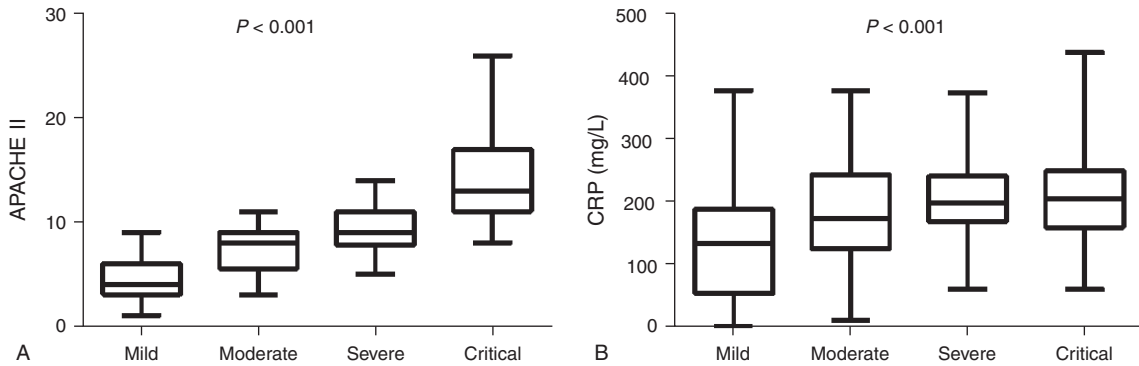 30
20
10
0
APACHE II
P < 0.001
Mild
Moderate
Severe
Critical
A
500
400
300
200
100
0
CRP (mg/L)
P < 0.001
Mild
Moderate
Severe
Critical
B